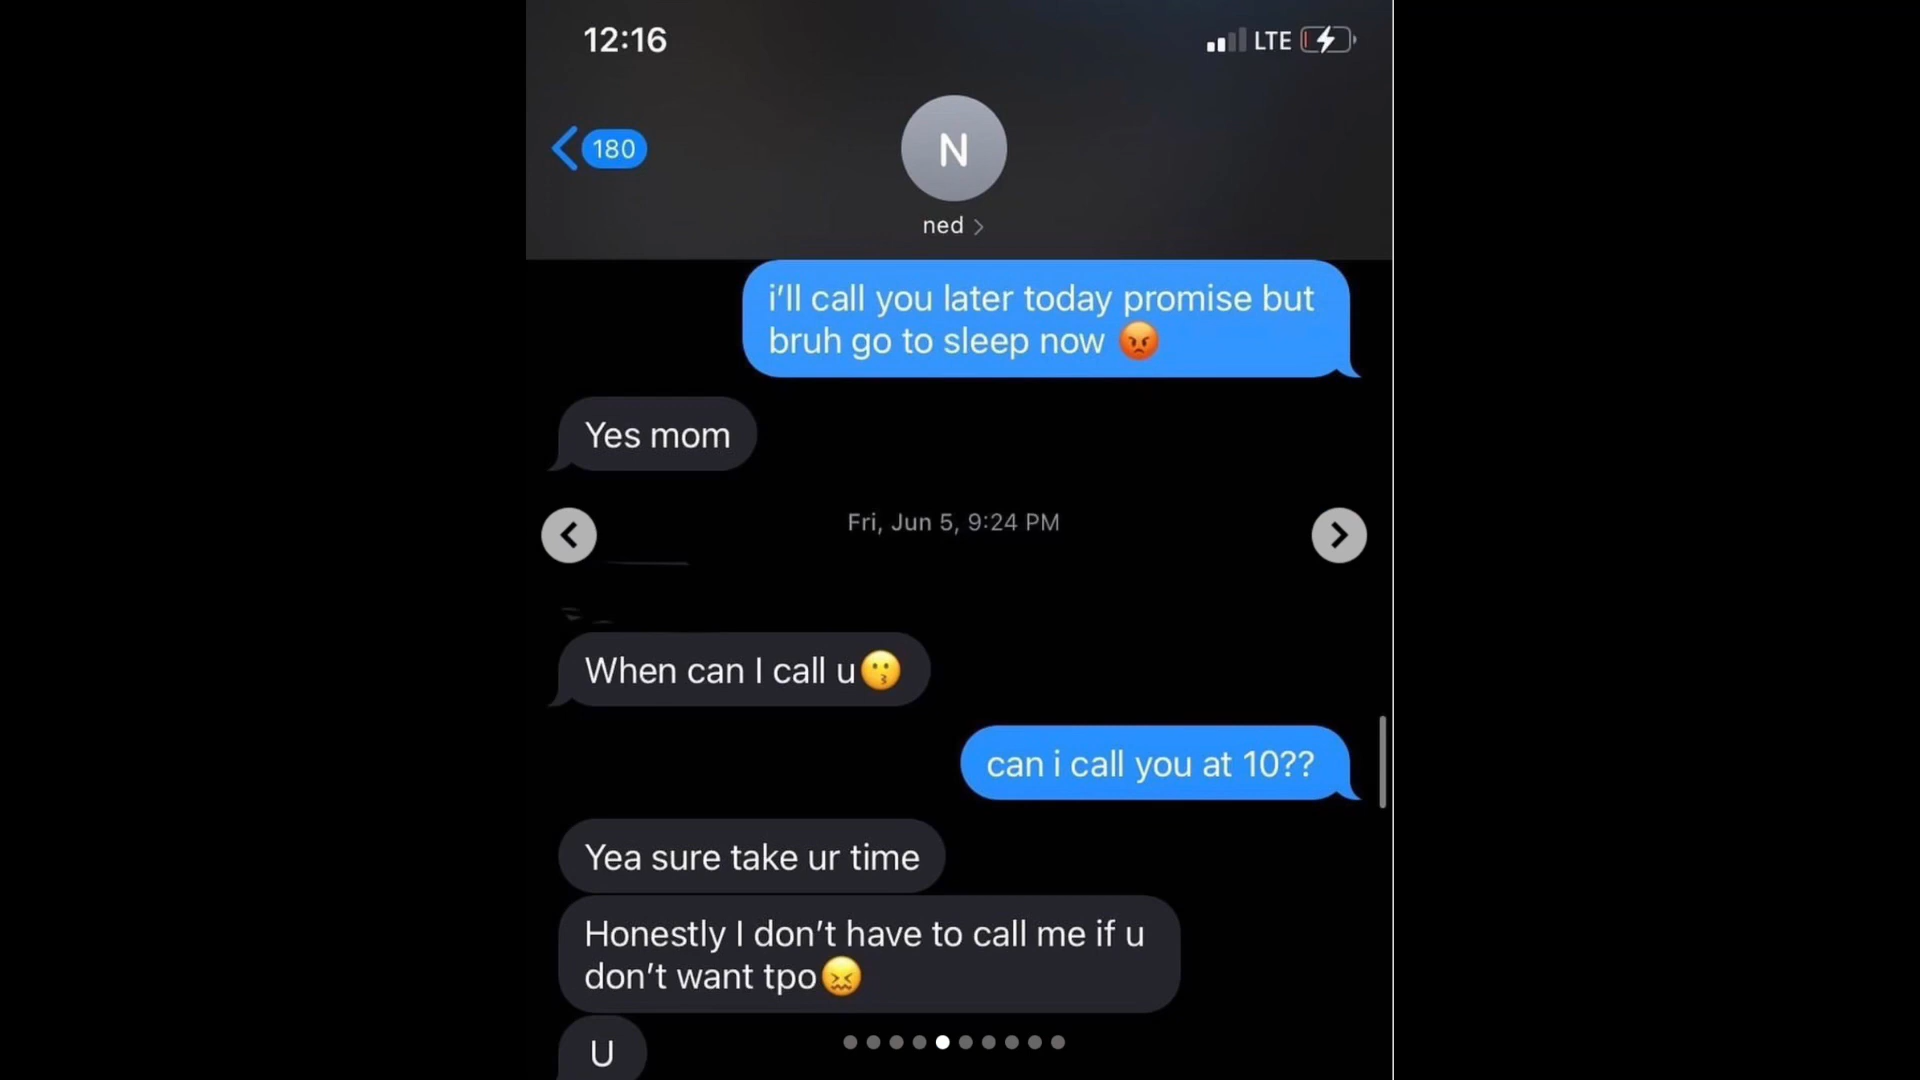 12:16
LTE
180
N
ned
i’ll call you later today promise but
bruh go to sleep now 😡
Yes mom
Fri, Jun 5, 9:24 PM
When can I call u😗
can i call you at 10??
Yea sure take ur time
Honestly I don’t have to call me if u
don’t want tpo😖
U